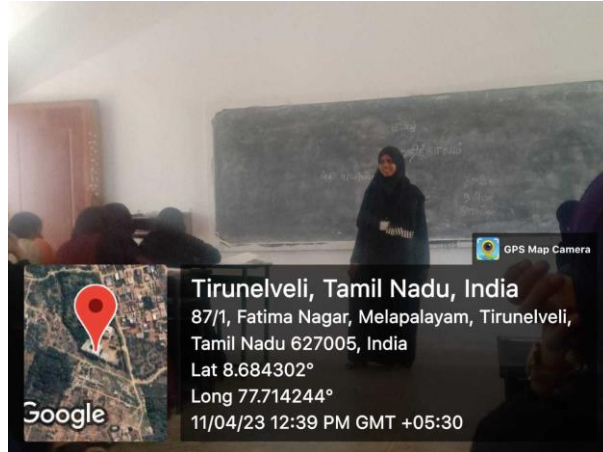 GPS Map Camera
Tirunelveli, Tamil Nadu, India
87/1, Fatima Nagar, Melapalayam, Tirunelveli,
Tamil Nadu 627005, India
Lat 8.684302°
Long 77.714244°
11/04/23 12:39 PM GMT +05:30
Google